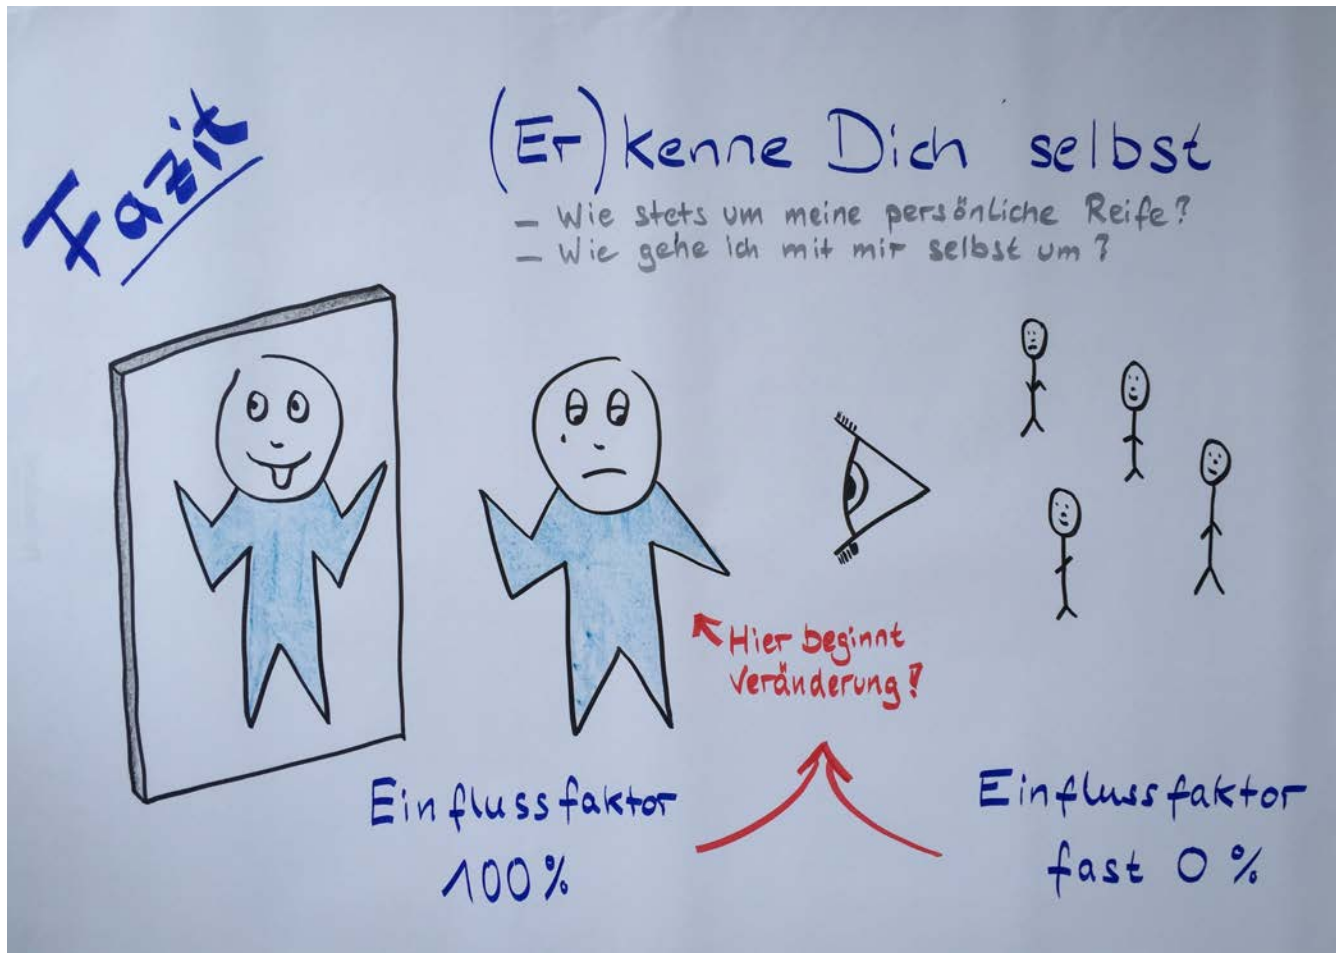 Fazit
(Er)kenne Dich selbst
– Wie stets um meine persönliche Reife?
– Wie gehe ich mit mir selbst um?
Hier beginnt
Veränderung!
Einflussfaktor
100%
Einflussfaktor
fast 0 %